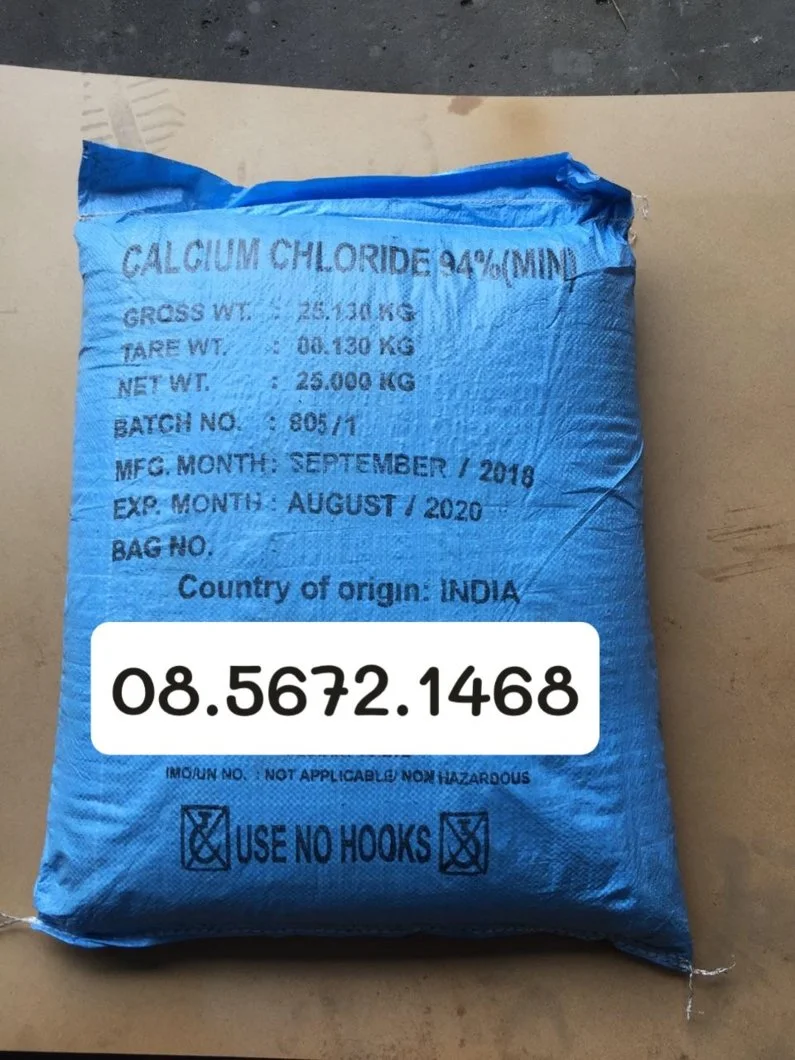 CALCIUM CHLORIDE 94%(MIN)
GROSS WT. : 25.130 KG
TARE WT. : 00.130 KG
NET WT. : 25.000 KG
BATCH NO. : 805/1
MFG. MONTH : SEPTEMBER / 2018
EXP. MONTH : AUGUST / 2020
BAG NO.
Country of origin: INDIA
08.5672.1468
IMO/UN NO. : NOT APPLICABLE/ NON HAZARDOUS
USE NO HOOKS